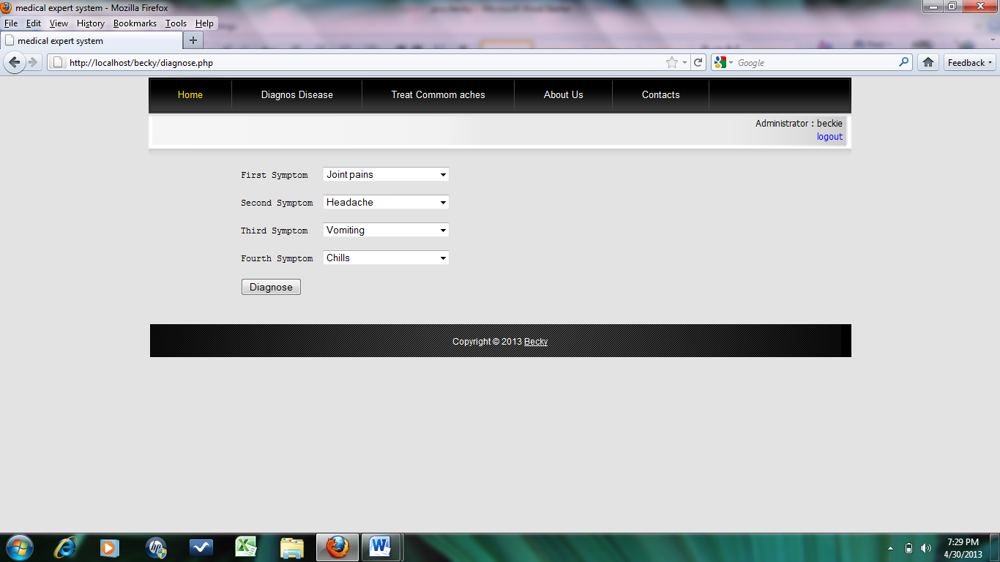 medical expert system - Mozilla Firefox
File Edit View History Bookmarks Tools Help
medical expert system
http://localhost/becky/diagnose.php
Google
Feedback
Home Diagnos Disease Treat Commom aches About Us Contacts
Administrator : beckie
logout
First Symptom Joint pains
Second Symptom Headache
Third Symptom Vomiting
Fourth Symptom Chills
Diagnose
Copyright © 2013 Becky
7:29 PM
4/30/2013